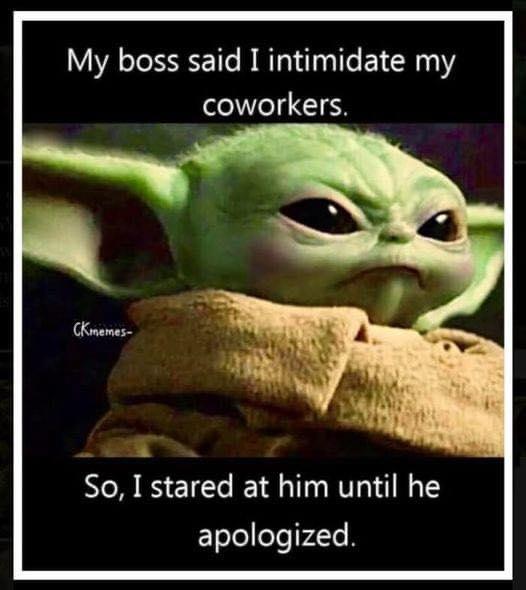 My boss said I intimidate my
coworkers.
CKmemes-
So, I stared at him until he
apologized.